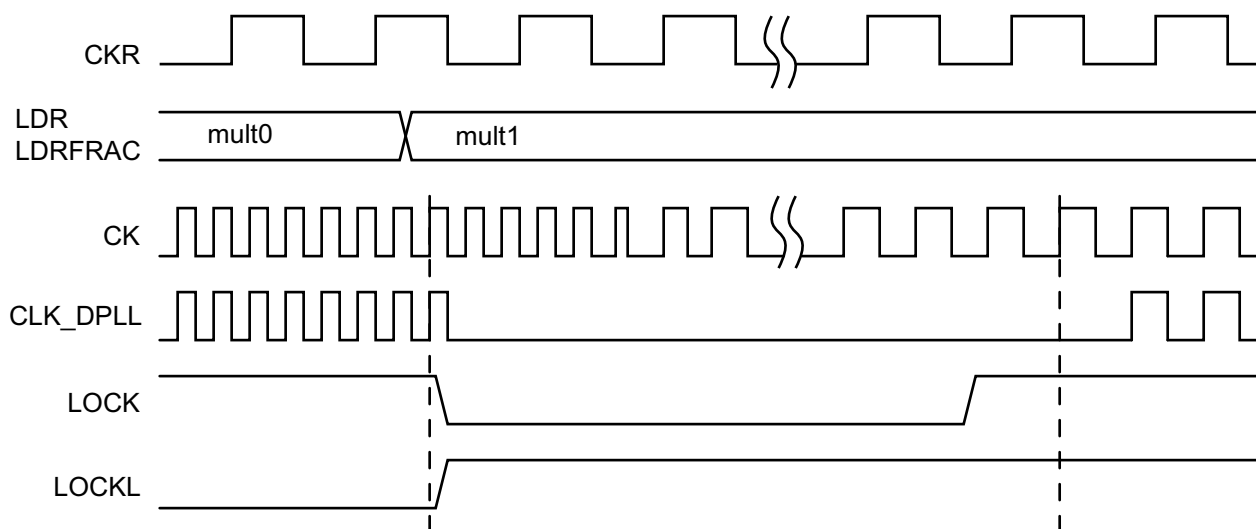 CKR
LDR
LDRFRAC
mult0
mult1
CK
CLK_DPLL
LOCK
LOCKL